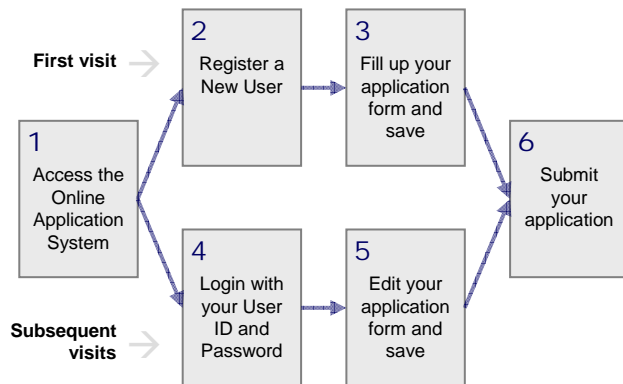 First visit
2
Register a
New User
3
Fill up your
application
form and
save
1
Access the
Online
Application
System
6
Submit
your
application
Subsequent
visits
4
Login with
your User
ID and
Password
5
Edit your
application
form and
save